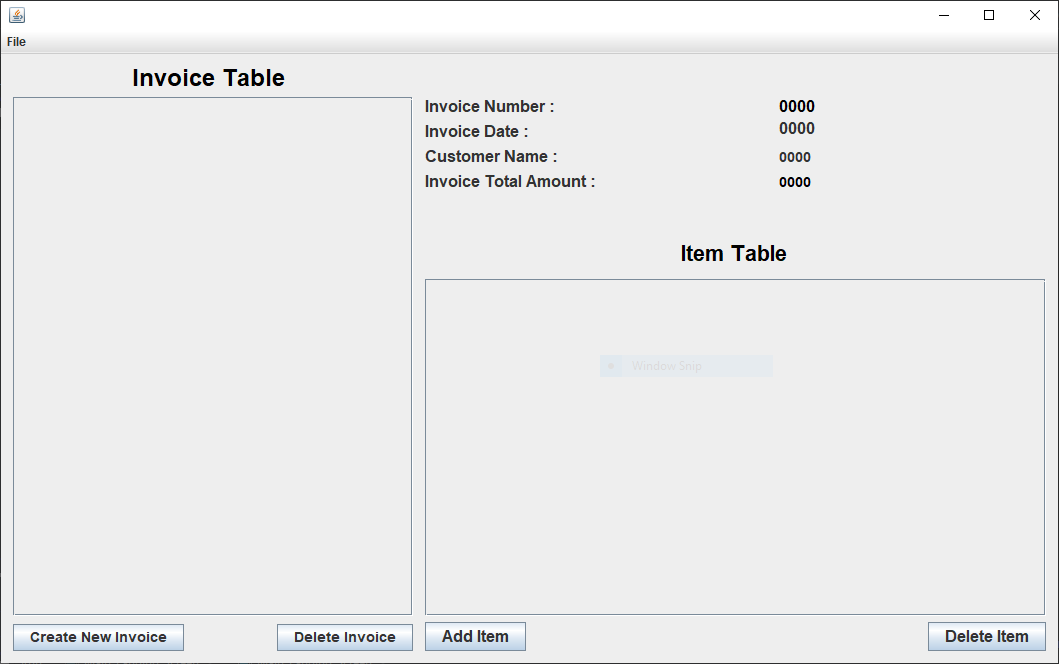 File
Invoice Table
Invoice Number : 0000
Invoice Date : 0000
Customer Name : 0000
Invoice Total Amount : 0000
Item Table
Window Snip
Create New Invoice Delete Invoice Add Item Delete Item